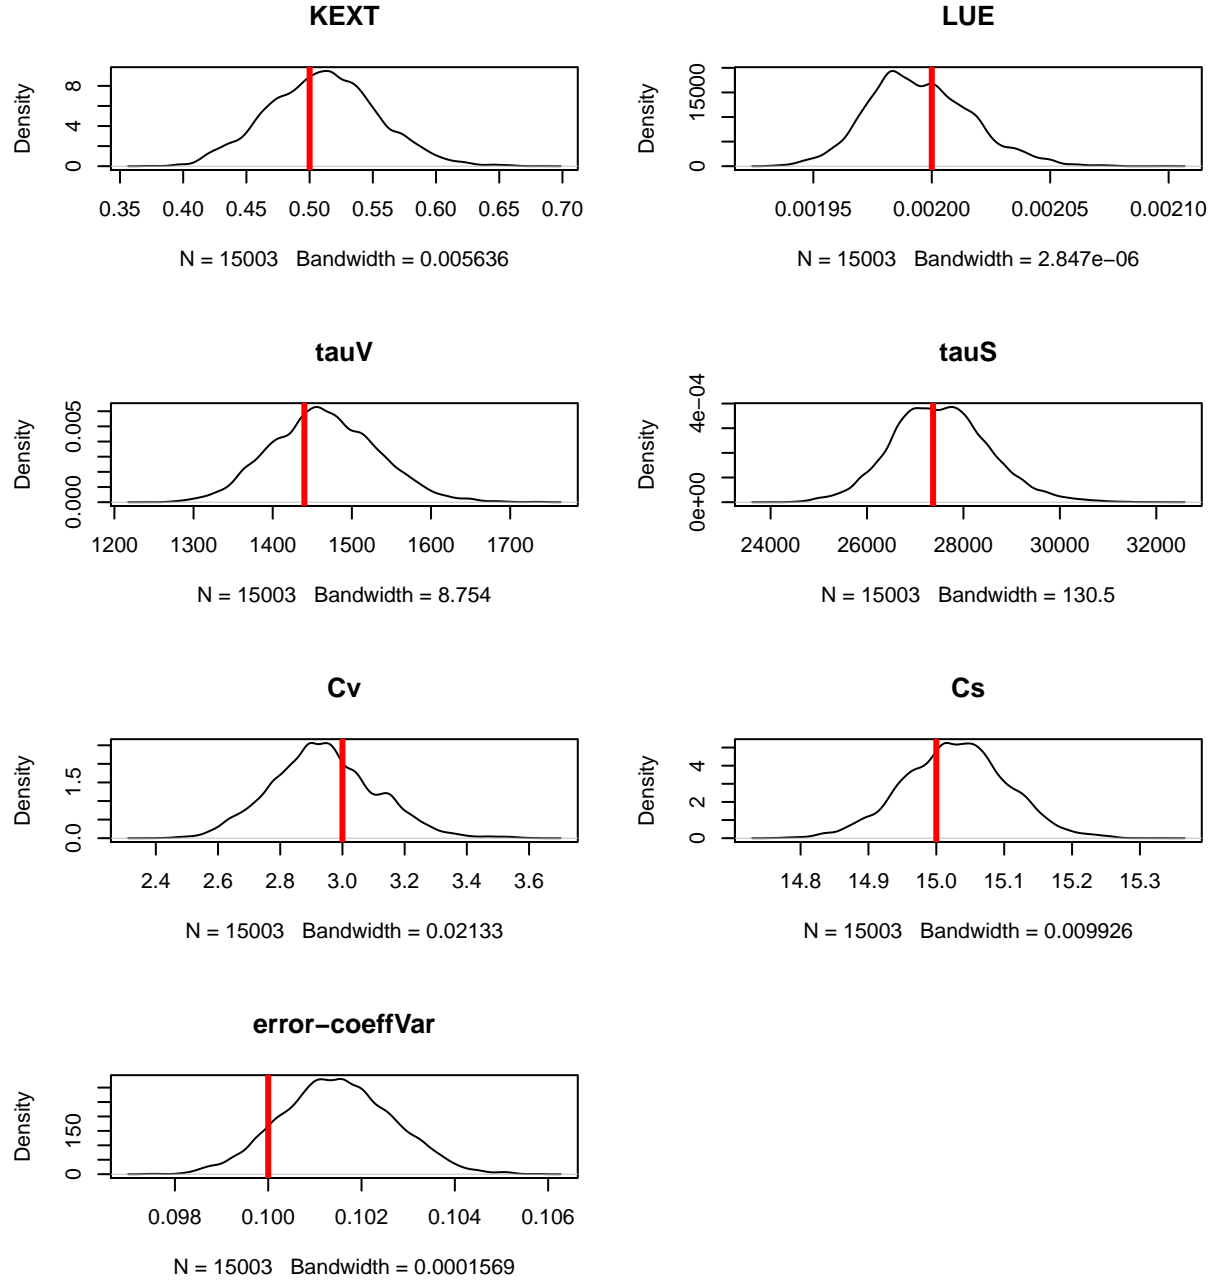 KEXT
Density
0 4 8
0.35 0.40 0.45 0.50 0.55 0.60 0.65 0.70
N = 15003 Bandwidth = 0.005636
LUE
Density
0 15000
0.00195 0.00200 0.00205 0.00210
N = 15003 Bandwidth = 2.847e−06
tauV
Density
0.000 0.005
1200 1300 1400 1500 1600 1700
N = 15003 Bandwidth = 8.754
tauS
Density
0e+00 4e−04
24000 26000 28000 30000 32000
N = 15003 Bandwidth = 130.5
Cv
Density
0.0 1.5
2.4 2.6 2.8 3.0 3.2 3.4 3.6
N = 15003 Bandwidth = 0.02133
Cs
Density
0 2 4
14.8 14.9 15.0 15.1 15.2 15.3
N = 15003 Bandwidth = 0.009926
error−coeffVar
Density
0 150
0.098 0.100 0.102 0.104 0.106
N = 15003 Bandwidth = 0.0001569